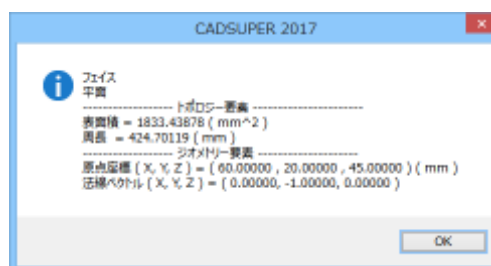 CADSUPER 2017
フェイス
平面
-------------------- トポロジー要素 ------------------------
表面積 = 1833.43878 ( mm^2 )
周長 = 424.70119 ( mm )
-------------------- ジオメトリー要素 ----------------------
原点座標 ( X, Y, Z ) = ( 60.00000 , 20.00000 , 45.00000 ) ( mm )
法線ベクトル ( X, Y, Z ) = ( 0.00000, -1.00000, 0.00000 )
OK